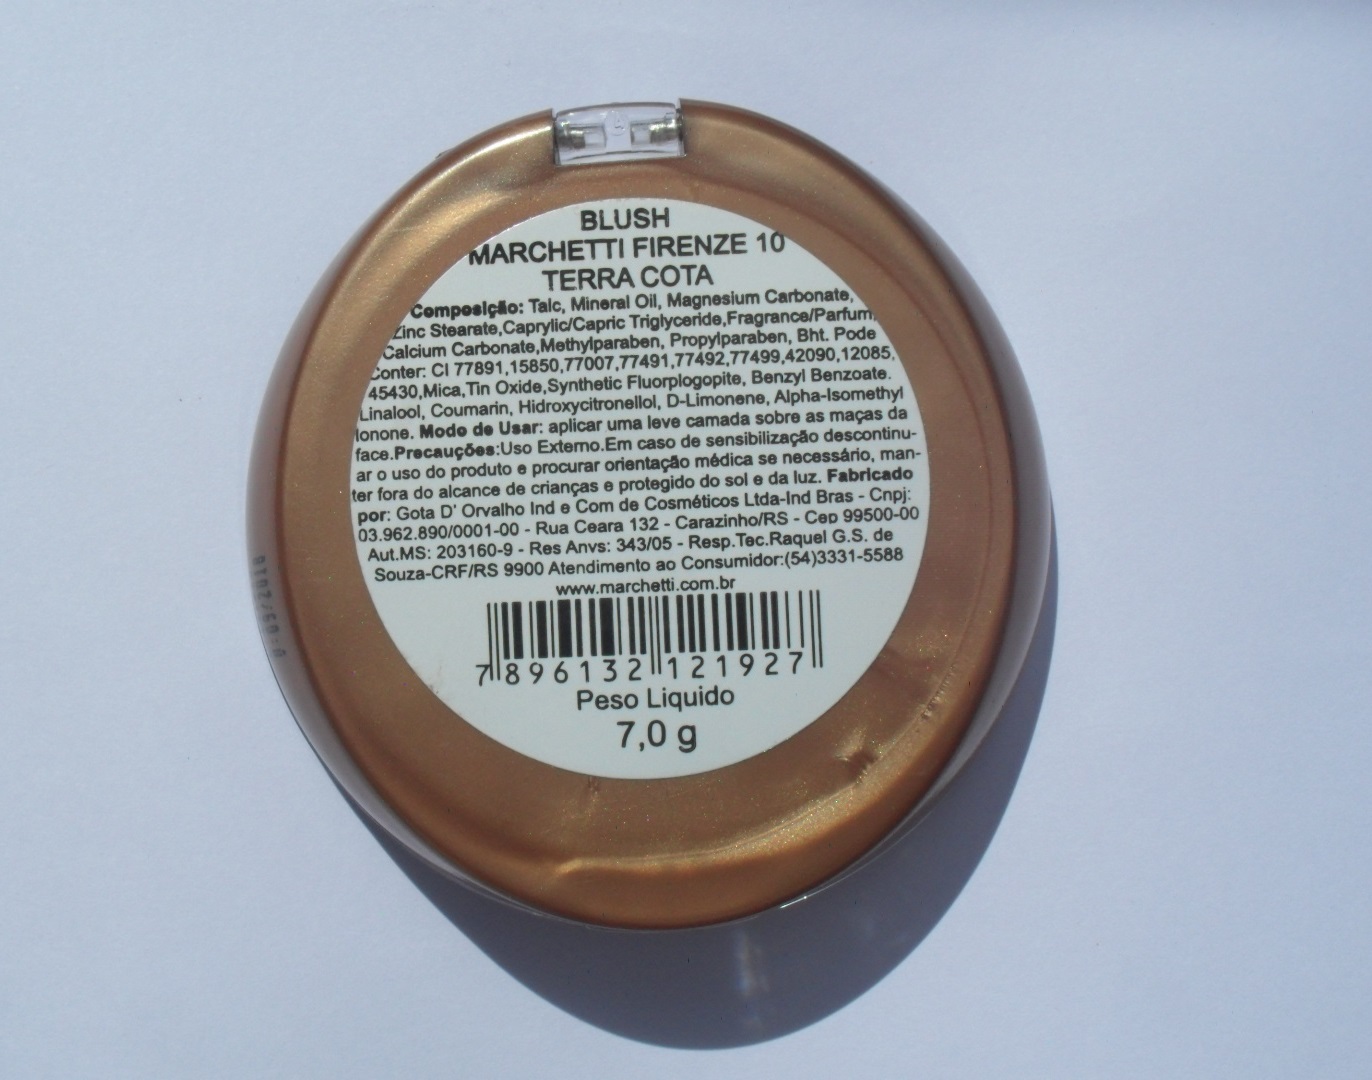 BLUSH
MARCHETTI FIRENZE 10
TERRA COTA
Composição: Talc, Mineral Oil, Magnesium Carbonate,
Zinc Stearate,Caprylic/Capric Triglyceride,Fragrance/Parfum,
Calcium Carbonate,Methylparaben, Propylparaben, Bht. Pode
Conter: CI 77891,15850,77007,77491,77492,77499,42090,12085,
45430,Mica,Tin Oxide,Synthetic Fluorplogopite, Benzyl Benzoate.
Linalool, Coumarin, Hidroxycitronellol, D-Limonene, Alpha-Isomethyl
Ionone. Modo de Usar: aplicar uma leve camada sobre as maças da
face.Precauções:Uso Externo.Em caso de sensibilização descontinu-
ar o uso do produto e procurar orientação médica se necessário, man-
ter fora do alcance de crianças e protegido do sol e da luz. Fabricado
por: Gota D' Orvalho Ind e Com de Cosméticos Ltda-Ind Bras - Cnpj:
03.962.890/0001-00 - Rua Ceara 132 - Carazinho/RS - Cep 99500-00
Aut.MS: 203160-9 - Res Anvs: 343/05 - Resp.Tec.Raquel G.S. de
Souza-CRF/RS 9900 Atendimento ao Consumidor:(54)3331-5588
www.marchetti.com.br
7 896132 121927
Peso Liquido
7,0 g